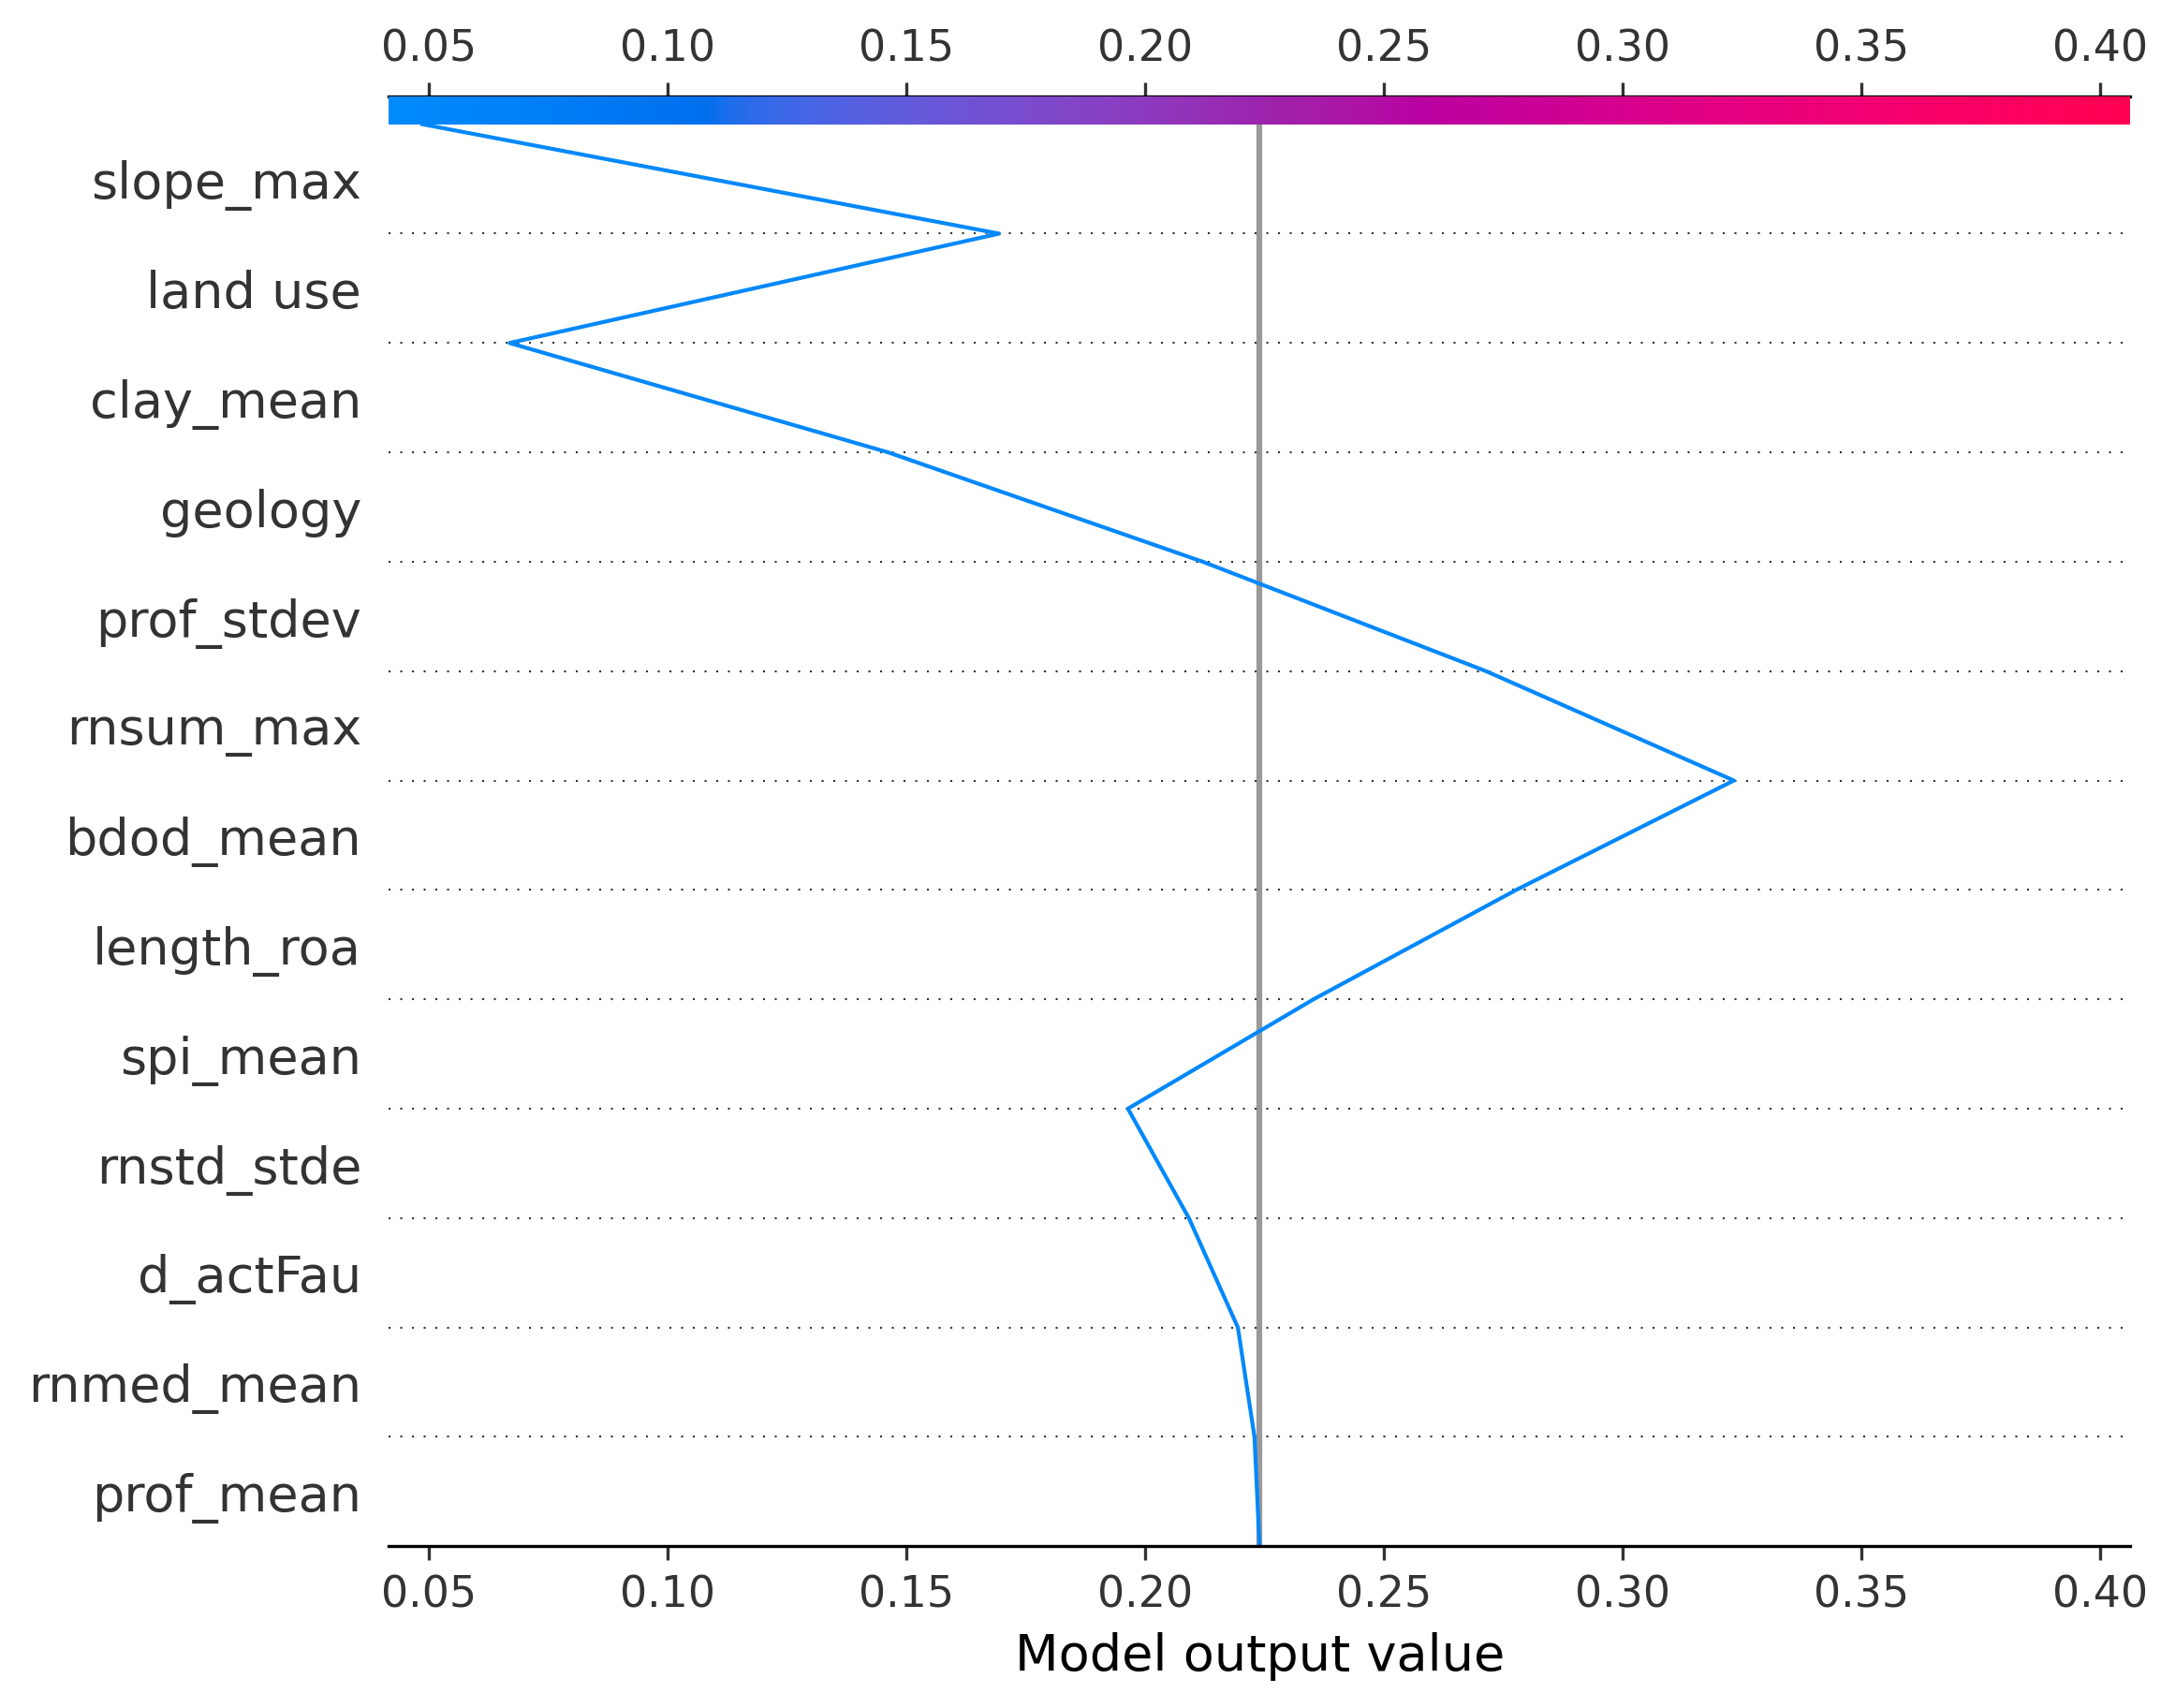 0.05 0.10 0.15 0.20 0.25 0.30 0.35 0.40
slope_max
land use
clay_mean
geology
prof_stdev
rnsum_max
bdod_mean
length_roa
spi_mean
rnstd_stde
d_actFau
rnmed_mean
prof_mean
0.05 0.10 0.15 0.20 0.25 0.30 0.35 0.40
Model output value